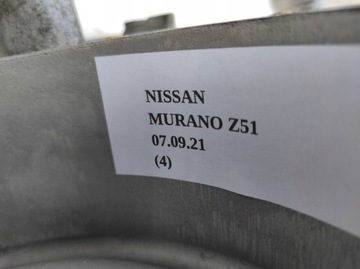 NISSAN
MURANO Z51
07.09.21
(4)